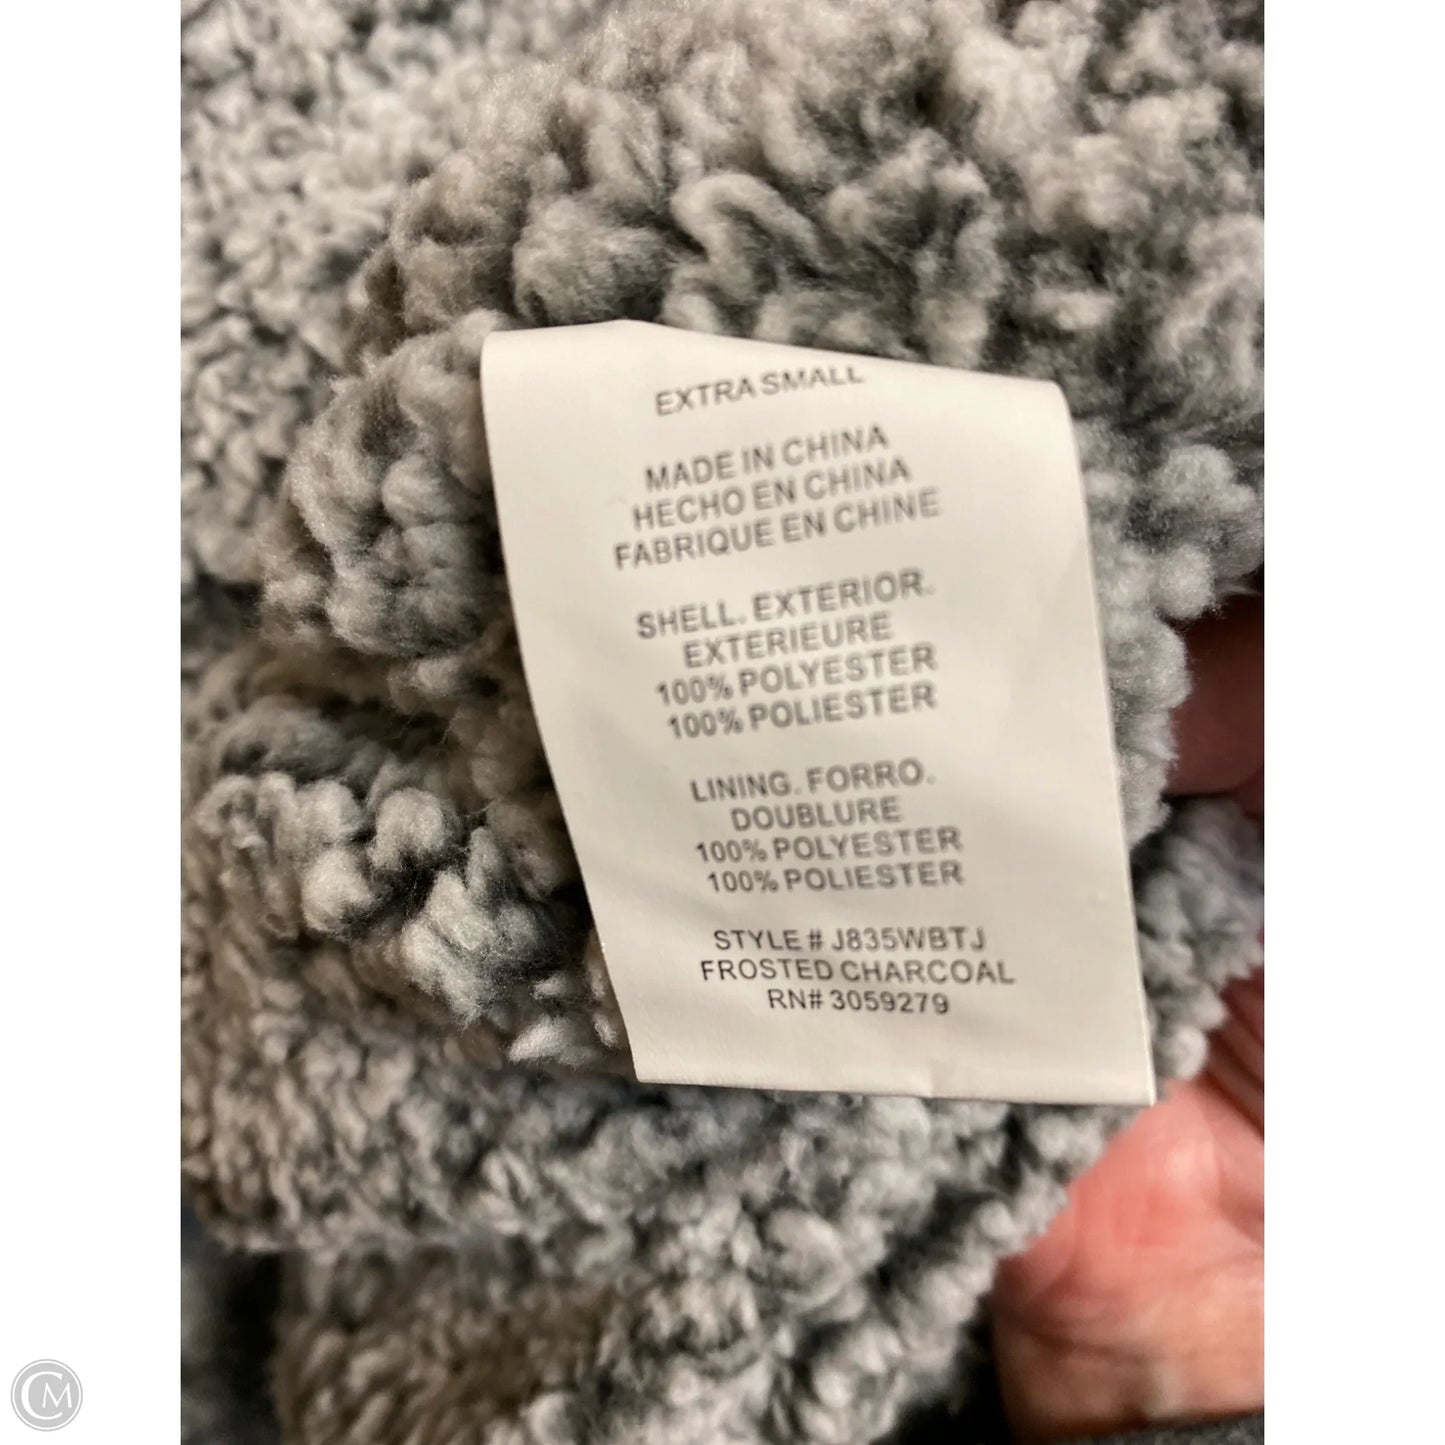 EXTRA SMALL
MADE IN CHINA
HECHO EN CHINA
FABRIQUE EN CHINE
SHELL. EXTERIOR.
EXTERIEURE
100% POLYESTER
100% POLIESTER
LINING. FORRO.
DOUBLURE
100% POLYESTER
100% POLIESTER
STYLE # J835WBTJ
FROSTED CHARCOAL
RN# 3059279
CM